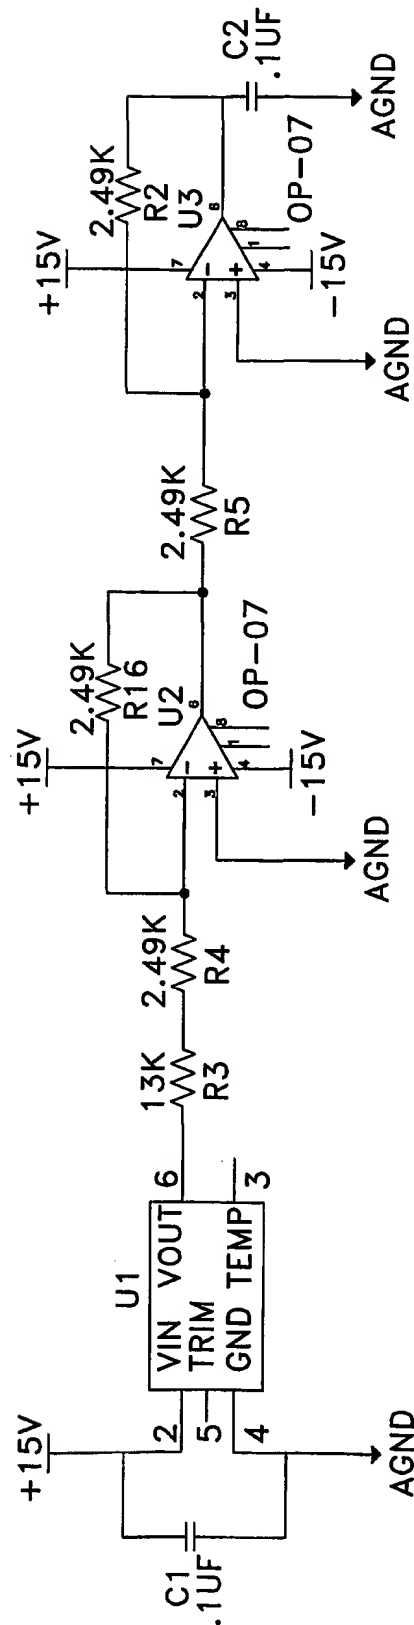 +15V
C1
.1UF
2
5
4
AGND
U1
VIN VOUT
TRIM
GND TEMP
6
3
13K
R3
2.49K
R4
2.49K
R16
+15V
U2
7
2
-
3
+
6
8
1
4
OP-07
-15V
AGND
2.49K
R5
2.49K
R2
+15V
U3
7
2
-
3
+
6
8
1
4
OP-07
-15V
AGND
C2
.1UF
AGND